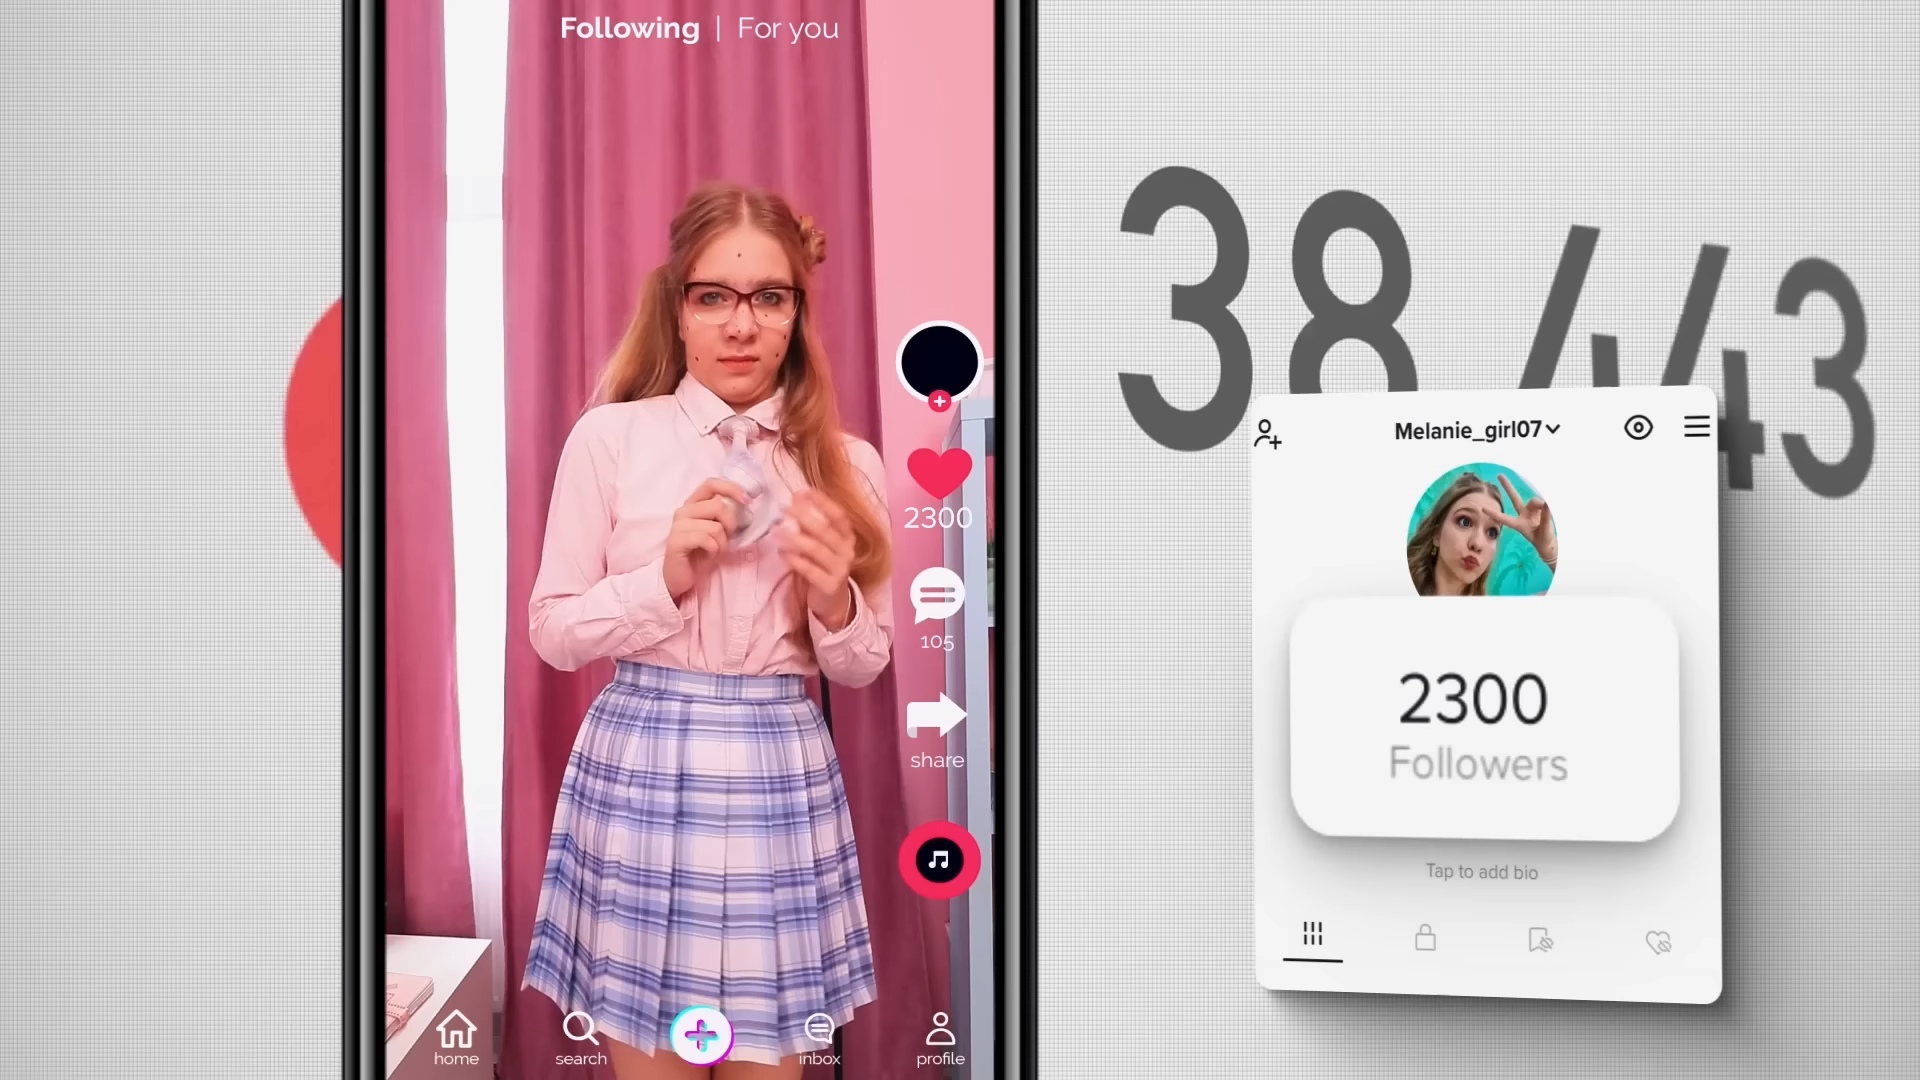 Following | For you
2300
105
share
home
search
inbox
profile
38 443
Melanie_girl07
2300
Followers
Tap to add bio